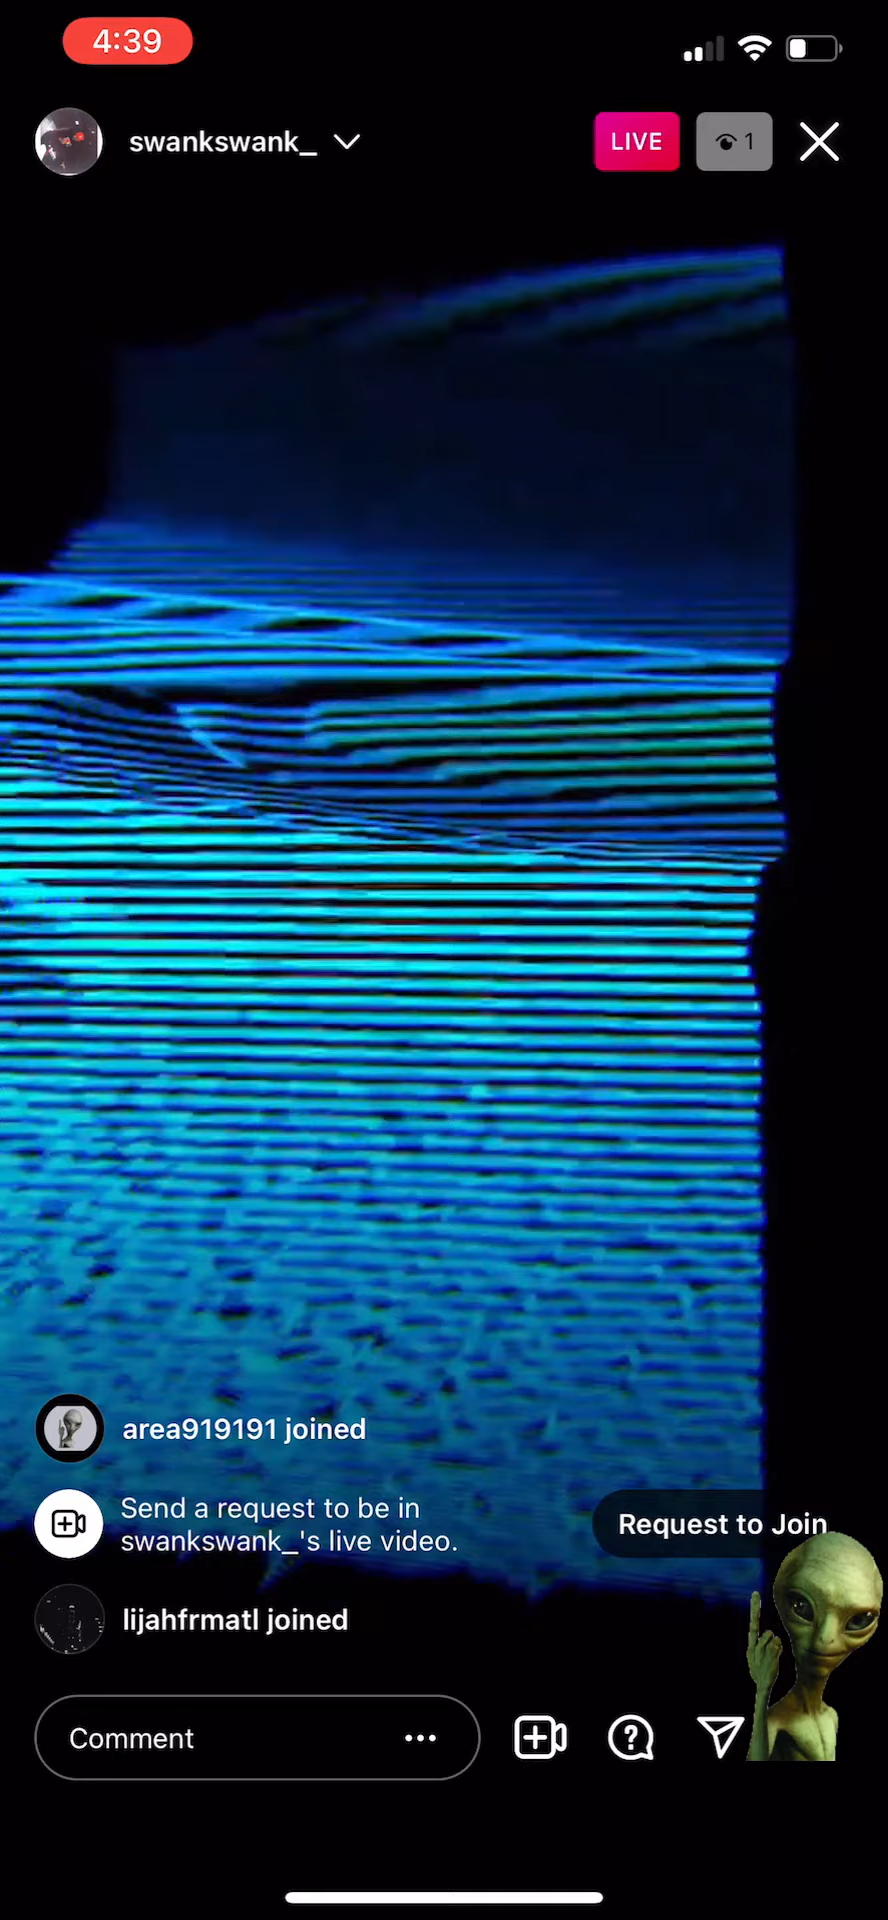 4:39
swankswank_
LIVE
1
area919191 joined
Send a request to be in
swankswank_'s live video.
Request to Join
lijahfrmatl joined
Comment